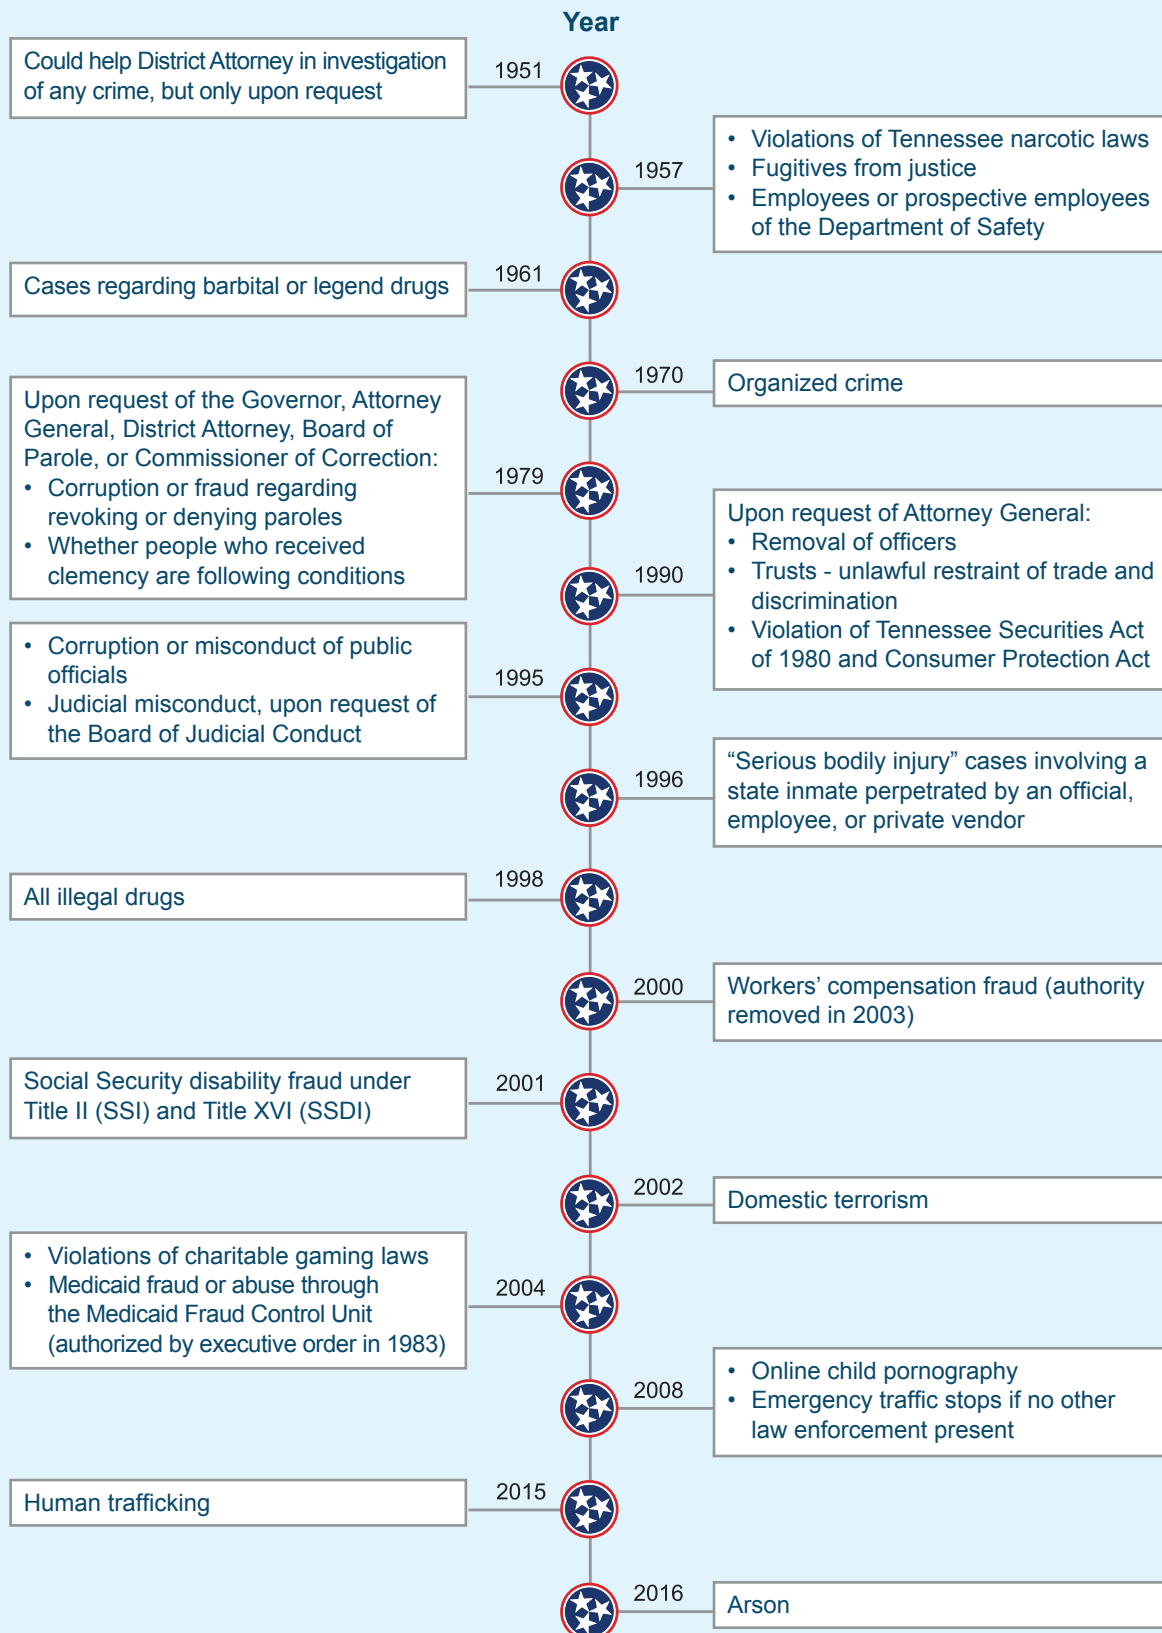 Year
1951
Could help District Attorney in investigation
of any crime, but only upon request
1957
• Violations of Tennessee narcotic laws
• Fugitives from justice
• Employees or prospective employees
of the Department of Safety
1961
Cases regarding barbital or legend drugs
1970
Organized crime
1979
Upon request of the Governor, Attorney
General, District Attorney, Board of
Parole, or Commissioner of Correction:
• Corruption or fraud regarding
revoking or denying paroles
• Whether people who received
clemency are following conditions
1990
Upon request of Attorney General:
• Removal of officers
• Trusts - unlawful restraint of trade and
discrimination
• Violation of Tennessee Securities Act
of 1980 and Consumer Protection Act
1995
• Corruption or misconduct of public
officials
• Judicial misconduct, upon request of
the Board of Judicial Conduct
1996
“Serious bodily injury” cases involving a
state inmate perpetrated by an official,
employee, or private vendor
1998
All illegal drugs
2000
Workers’ compensation fraud (authority
removed in 2003)
2001
Social Security disability fraud under
Title II (SSI) and Title XVI (SSDI)
2002
Domestic terrorism
2004
• Violations of charitable gaming laws
• Medicaid fraud or abuse through
the Medicaid Fraud Control Unit
(authorized by executive order in 1983)
2008
• Online child pornography
• Emergency traffic stops if no other
law enforcement present
2015
Human trafficking
2016
Arson